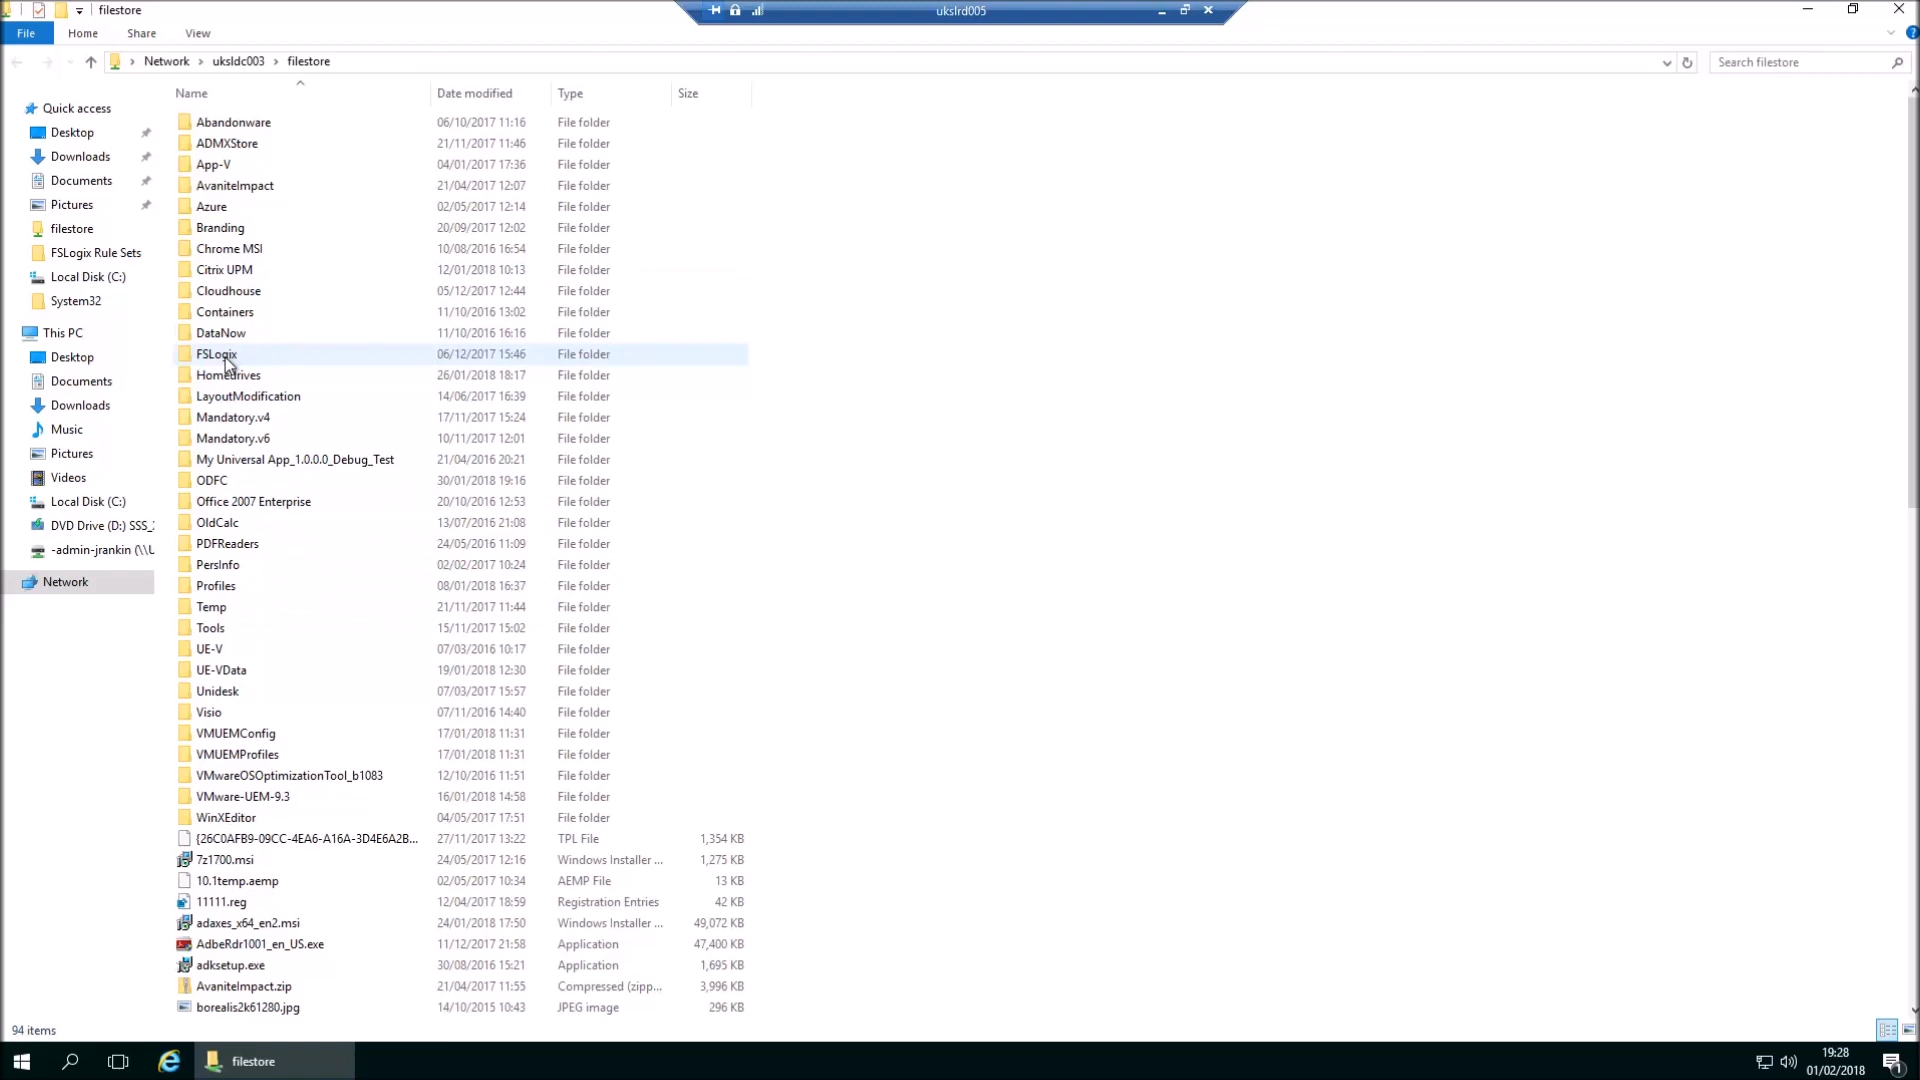 filestore
ukslrd005
File Home Share View
Network > uksldc003 > filestore
Search filestore
Name Date modified Type Size
Quick access
Desktop
Downloads
Documents
Pictures
filestore
FSLogix Rule Sets
Local Disk (C:)
System32
This PC
Desktop
Documents
Downloads
Music
Pictures
Videos
Local Disk (C:)
DVD Drive (D:) SSS_
-admin-jrankin (\\U
Network
Abandonware 06/10/2017 11:16 File folder
ADMXStore 21/11/2017 11:46 File folder
App-V 04/01/2017 17:36 File folder
AvaniteImpact 21/04/2017 12:07 File folder
Azure 02/05/2017 12:14 File folder
Branding 20/09/2017 12:02 File folder
Chrome MSI 10/08/2016 16:54 File folder
Citrix UPM 12/01/2018 10:13 File folder
Cloudhouse 05/12/2017 12:44 File folder
Containers 11/10/2016 13:02 File folder
DataNow 11/10/2016 16:16 File folder
FSLogix 06/12/2017 15:46 File folder
Homedrives 26/01/2018 18:17 File folder
LayoutModification 14/06/2017 16:39 File folder
Mandatory.v4 17/11/2017 15:24 File folder
Mandatory.v6 10/11/2017 12:01 File folder
My Universal App_1.0.0.0_Debug_Test 21/04/2016 20:21 File folder
ODFC 30/01/2018 19:16 File folder
Office 2007 Enterprise 20/10/2016 12:53 File folder
OldCalc 13/07/2016 21:08 File folder
PDFReaders 24/05/2016 11:09 File folder
PersInfo 02/02/2017 10:24 File folder
Profiles 08/01/2018 16:37 File folder
Temp 21/11/2017 11:44 File folder
Tools 15/11/2017 15:02 File folder
UE-V 07/03/2016 10:17 File folder
UE-VData 19/01/2018 12:30 File folder
Unidesk 07/03/2017 15:57 File folder
Visio 07/11/2016 14:40 File folder
VMUEMConfig 17/01/2018 11:31 File folder
VMUEMProfiles 17/01/2018 11:31 File folder
VMwareOSOptimizationTool_b1083 12/10/2016 11:51 File folder
VMware-UEM-9.3 16/01/2018 14:58 File folder
WinXEditor 04/05/2017 17:51 File folder
{26C0AFB9-09CC-4EA6-A16A-3D4E6A2B... 27/11/2017 13:22 TPL File 1,354 KB
7z1700.msi 24/05/2017 12:16 Windows Installer ... 1,275 KB
10.1temp.aemp 02/05/2017 10:34 AEMP File 13 KB
11111.reg 12/04/2017 18:59 Registration Entries 42 KB
adaxes_x64_en2.msi 24/01/2018 17:50 Windows Installer ... 49,072 KB
AdbeRdr1001_en_US.exe 11/12/2017 21:58 Application 47,400 KB
adksetup.exe 30/08/2016 15:21 Application 1,695 KB
AvaniteImpact.zip 21/04/2017 11:55 Compressed (zipp... 3,996 KB
borealis2k61280.jpg 14/10/2015 10:43 JPEG image 296 KB
94 items
filestore
19:28
01/02/2018
1